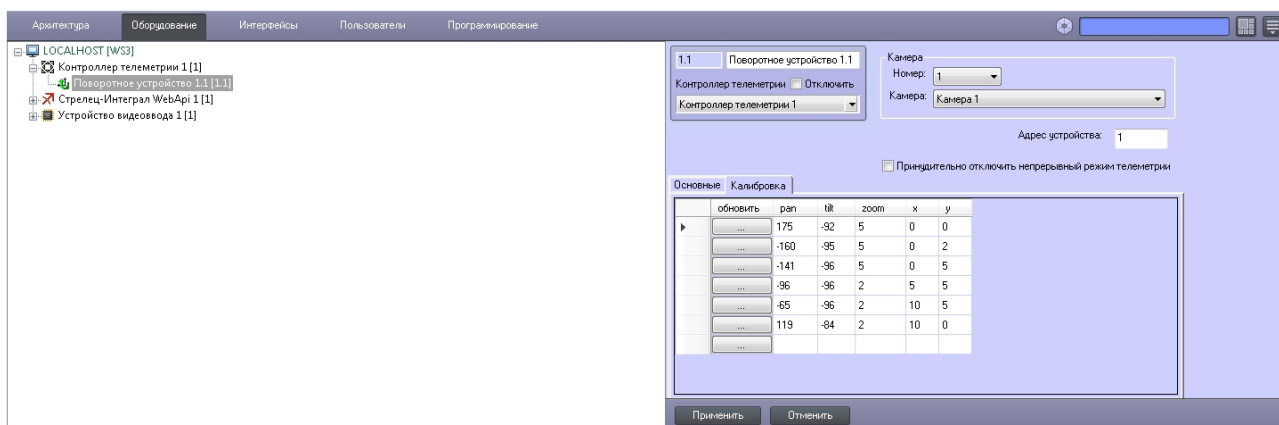 Архитектура Оборудование Интерфейсы Пользователи Программирование
LOCALHOST [WS3]
Контроллер телеметрии 1 [1]
Поворотное устройство 1.1 [1.1]
Стрелец-Интеграл WebApi 1 [1]
Устройство видеоввода 1 [1]
1.1 Поворотное устройство 1.1
Контроллер телеметрии Отключить
Контроллер телеметрии 1
Камера
Номер: 1
Камера: Камера 1
Адрес устройства: 1
Принудительно отключить непрерывный режим телеметрии
Основные Калибровка
обновить pan tilt zoom x y
... 175 -92 5 0 0
... -160 -95 5 0 2
... -141 -96 5 0 5
... -96 -96 2 5 5
... -65 -96 2 10 5
... 119 -84 2 10 0
...
Применить Отменить